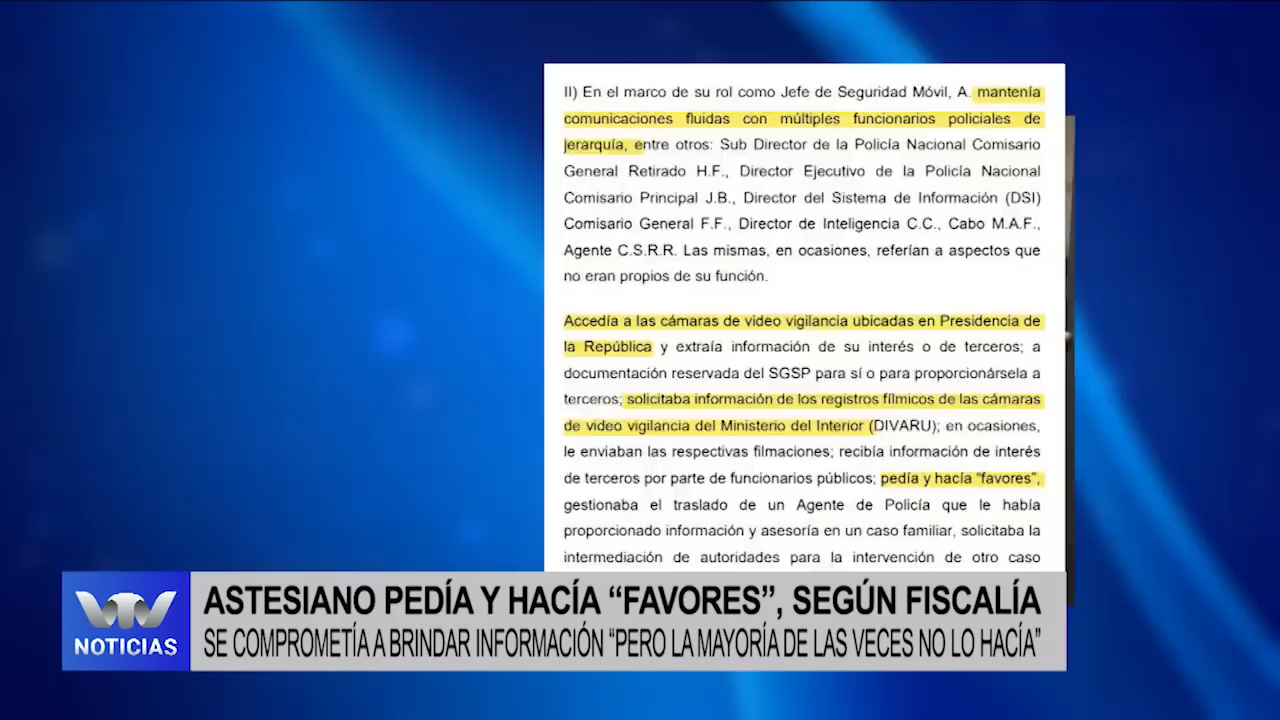 II) En el marco de su rol como Jefe de Seguridad Móvil, A. mantenía
comunicaciones fluidas con múltiples funcionarios policiales de
jerarquía, entre otros: Sub Director de la Policía Nacional Comisario
General Retirado H.F., Director Ejecutivo de la Policía Nacional
Comisario Principal J.B., Director del Sistema de Información (DSI)
Comisario General F.F., Director de Inteligencia C.C., Cabo M.A.F.,
Agente C.S.R.R. Las mismas, en ocasiones, referían a aspectos que
no eran propios de su función.
Accedía a las cámaras de video vigilancia ubicadas en Presidencia de
la República y extraía información de su interés o de terceros; a
documentación reservada del SGSP para sí o para proporcionársela a
terceros; solicitaba información de los registros fílmicos de las cámaras
de video vigilancia del Ministerio del Interior (DIVARU); en ocasiones,
le enviaban las respectivas filmaciones; recibía información de interés
de terceros por parte de funcionarios públicos; pedía y hacía “favores”,
gestionaba el traslado de un Agente de Policía que le había
proporcionado información y asesoría en un caso familiar, solicitaba la
intermediación de autoridades para la intervención de otro caso
VTV
NOTICIAS
ASTESIANO PEDÍA Y HACÍA “FAVORES”, SEGÚN FISCALÍA
SE COMPROMETÍA A BRINDAR INFORMACIÓN “PERO LA MAYORÍA DE LAS VECES NO LO HACÍA”